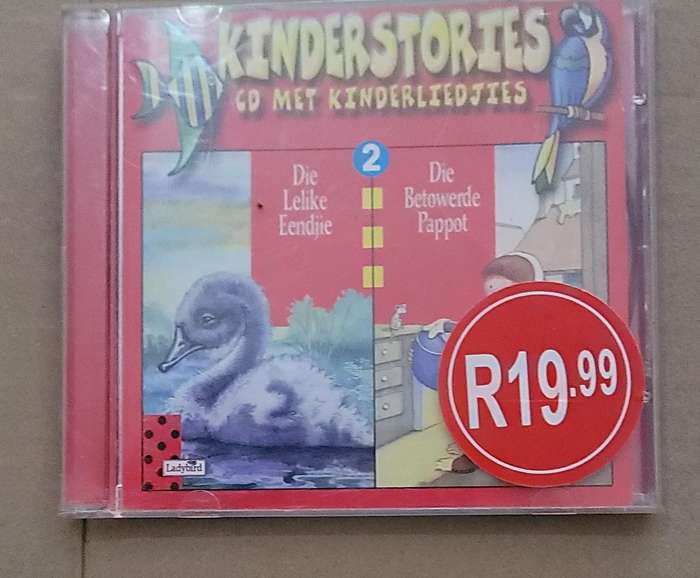 KINDERSTORIES
CD MET KINDERLIEDJIES
2
Die
Lelike
Eendjie
Die
Betowerde
Pappot
R19.99
Ladybird